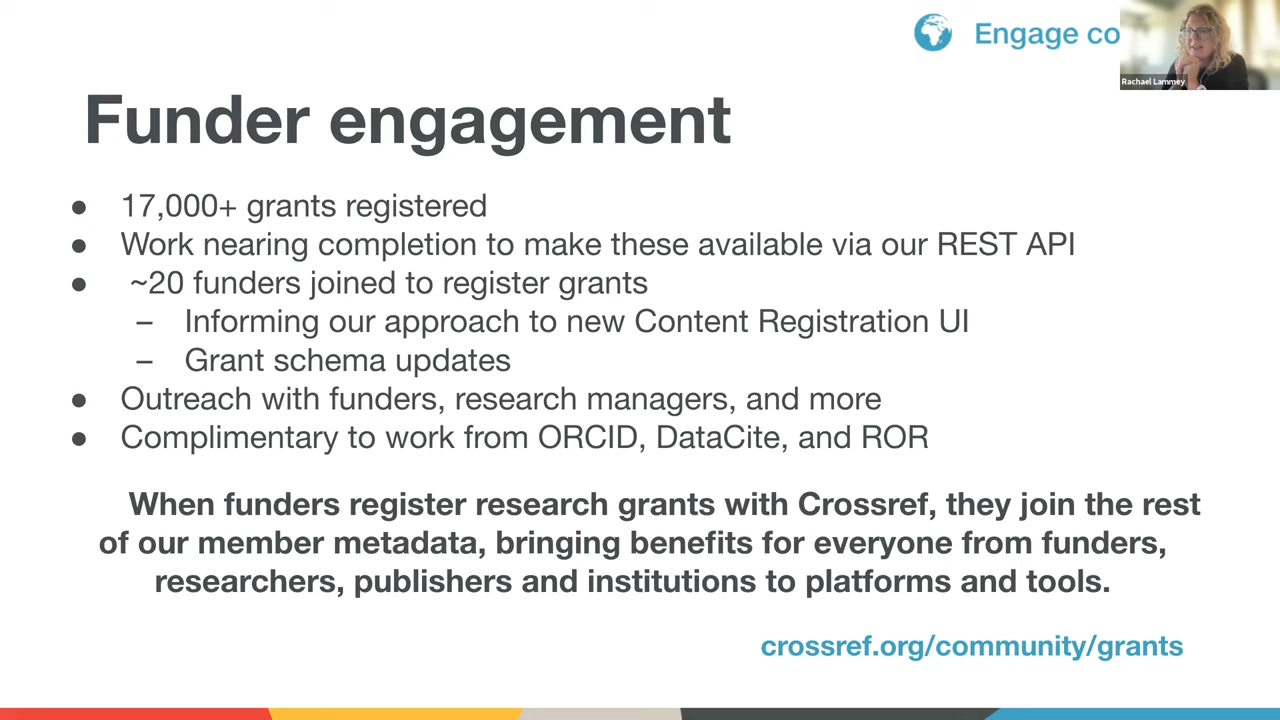 Engage co
Rachael Lammey
Funder engagement
● 17,000+ grants registered
● Work nearing completion to make these available via our REST API
● ~20 funders joined to register grants
– Informing our approach to new Content Registration UI
– Grant schema updates
● Outreach with funders, research managers, and more
● Complimentary to work from ORCID, DataCite, and ROR
When funders register research grants with Crossref, they join the rest
of our member metadata, bringing benefits for everyone from funders,
researchers, publishers and institutions to platforms and tools.
crossref.org/community/grants